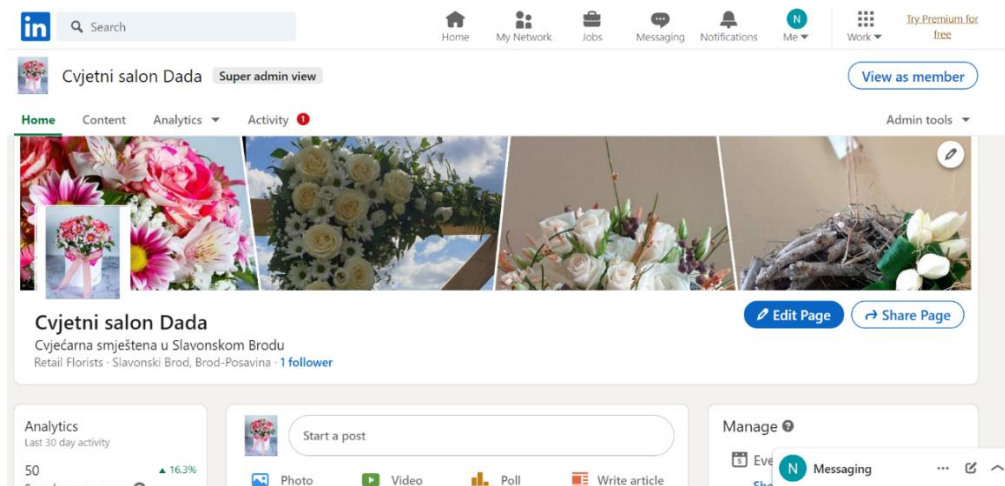 in Search
Home My Network Jobs Messaging Notifications Me Work Try Premium for
free
N
Cvjetni salon Dada Super admin view View as member
Home Content Analytics Activity 1 Admin tools
Cvjetni salon Dada
Edit Page Share Page
Cvjećarna smještena u Slavonskom Brodu
Retail Florists · Slavonski Brod, Brod-Posavina · 1 follower
Analytics
Last 30 day activity
50 ▲ 16.3%
Start a post
Photo Video Poll Write article
Manage ?
Eve
N Messaging ...